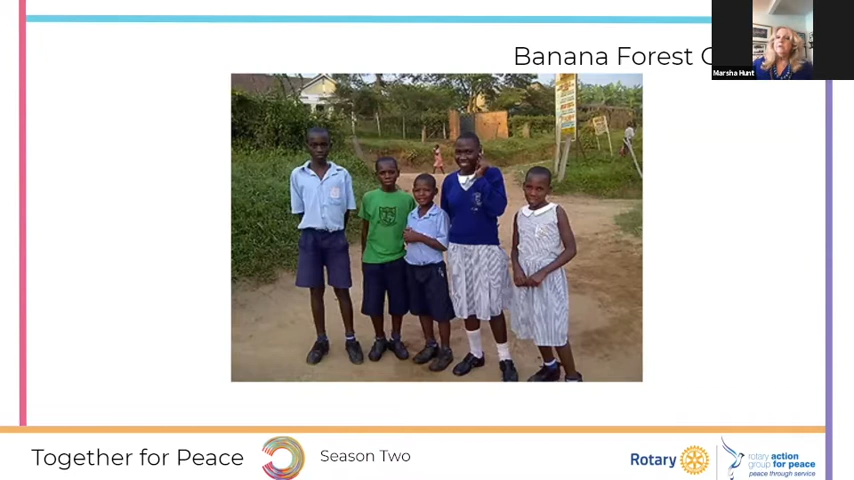 Banana Forest
Marsha Hunt
Together for Peace
Season Two
Rotary
rotary action
group for peace
peace through service